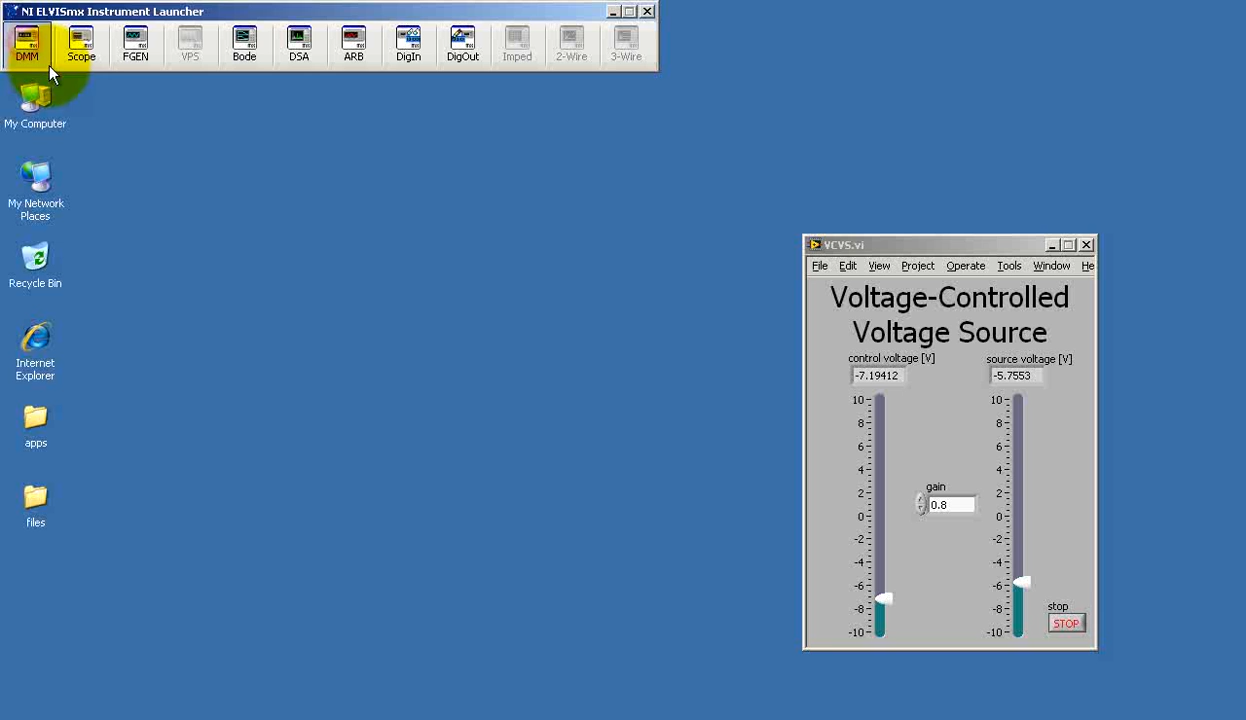 NI ELVISmx Instrument Launcher
DMM Scope FGEN VPS Bode DSA ARB DigIn DigOut Imped 2-Wire 3-Wire
My Computer
My Network
Places
Recycle Bin
Internet
Explorer
apps
files
VCVS.vi
File Edit View Project Operate Tools Window He
Voltage-Controlled
Voltage Source
control voltage [V] source voltage [V]
-7.19412 -5.7553
10 10
8 8
6 6
4 4
gain
2 2
0.8
0 0
-2 -2
-4 -4
-6 -6
stop
-8 -8
STOP
-10 -10